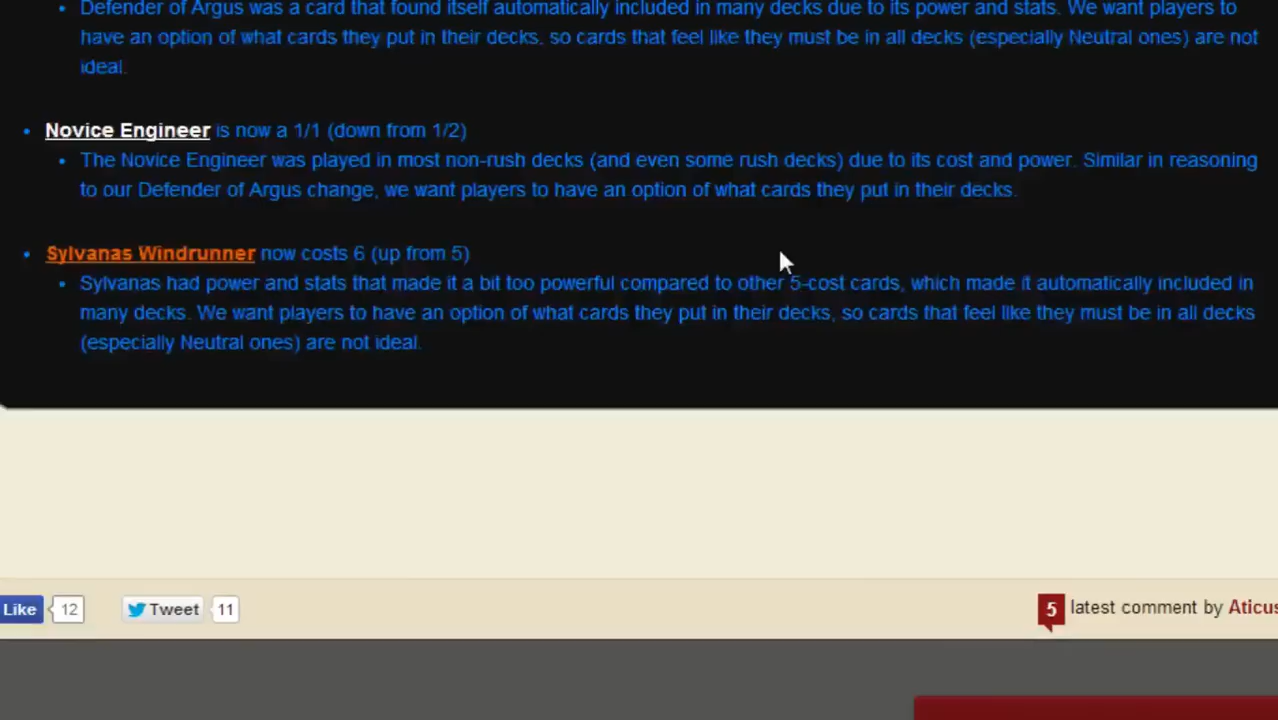 Defender of Argus was a card that found itself automatically included in many decks due to its power and stats. We want players to
have an option of what cards they put in their decks, so cards that feel like they must be in all decks (especially Neutral ones) are not
ideal.
Novice Engineer is now a 1/1 (down from 1/2)
The Novice Engineer was played in most non-rush decks (and even some rush decks) due to its cost and power. Similar in reasoning
to our Defender of Argus change, we want players to have an option of what cards they put in their decks.
Sylvanas Windrunner now costs 6 (up from 5)
Sylvanas had power and stats that made it a bit too powerful compared to other 5-cost cards, which made it automatically included in
many decks. We want players to have an option of what cards they put in their decks, so cards that feel like they must be in all decks
(especially Neutral ones) are not ideal.
Like 12 Tweet 11 5 latest comment by Aticus